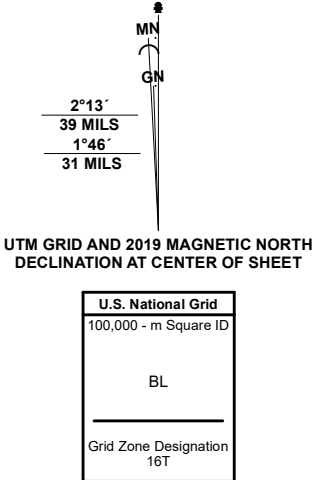 MN
GN
2°13´
39 MILS
1°46´
31 MILS
UTM GRID AND 2019 MAGNETIC NORTH
DECLINATION AT CENTER OF SHEET
U.S. National Grid
100,000 - m Square ID
BL
Grid Zone Designation
16T